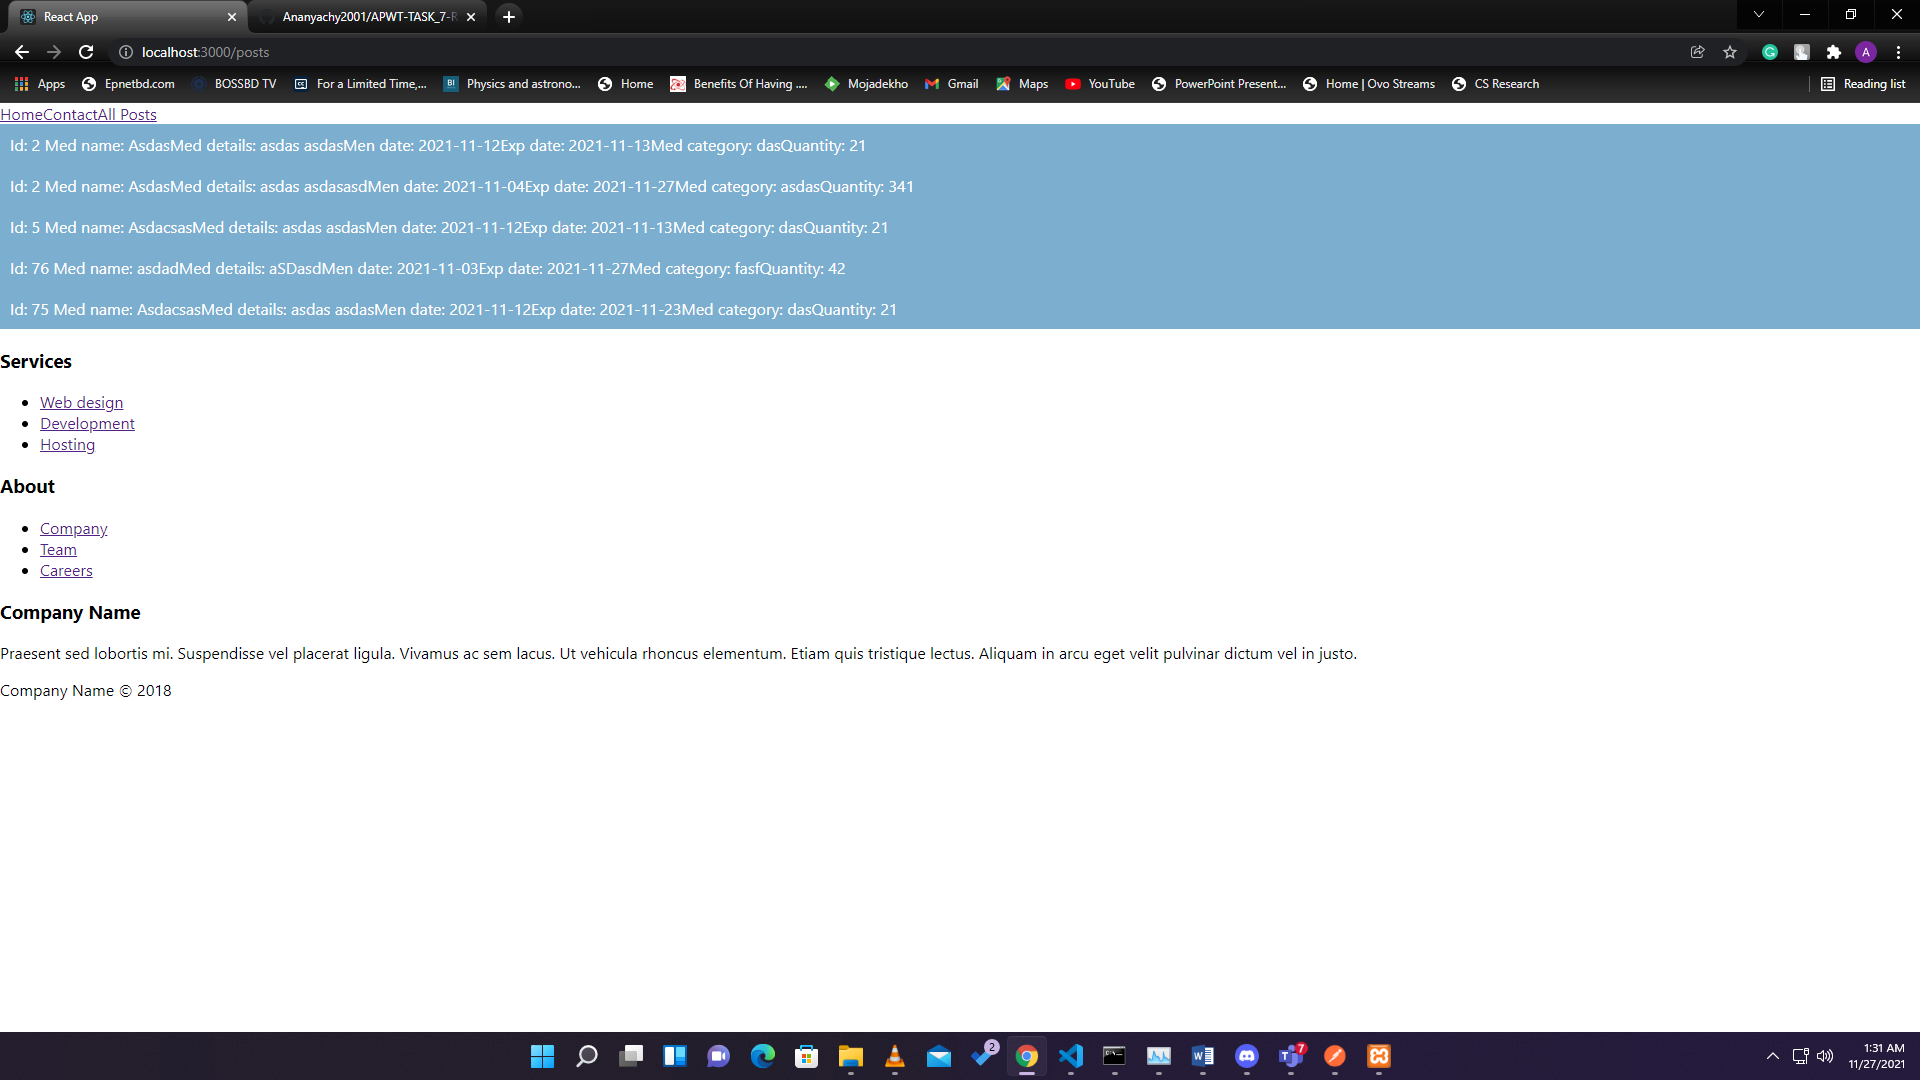 React App
Ananyachy2001/APWT-TASK_7-R
localhost:3000/posts
A
Apps Epnetbd.com BOSSBD TV For a Limited Time,... Physics and astrono... Home Benefits Of Having .... Mojadekho Gmail Maps YouTube PowerPoint Present... Home | Ovo Streams CS Research Reading list
HomeContactAll Posts
Id: 2 Med name: AsdasMed details: asdas asdasMen date: 2021-11-12Exp date: 2021-11-13Med category: dasQuantity: 21
Id: 2 Med name: AsdasMed details: asdas asdasasdMen date: 2021-11-04Exp date: 2021-11-27Med category: asdasQuantity: 341
Id: 5 Med name: AsdacsasMed details: asdas asdasMen date: 2021-11-12Exp date: 2021-11-13Med category: dasQuantity: 21
Id: 76 Med name: asdadMed details: aSDasdMen date: 2021-11-03Exp date: 2021-11-27Med category: fasfQuantity: 42
Id: 75 Med name: AsdacsasMed details: asdas asdasMen date: 2021-11-12Exp date: 2021-11-23Med category: dasQuantity: 21
Services
Web design
Development
Hosting
About
Company
Team
Careers
Company Name
Praesent sed lobortis mi. Suspendisse vel placerat ligula. Vivamus ac sem lacus. Ut vehicula rhoncus elementum. Etiam quis tristique lectus. Aliquam in arcu eget velit pulvinar dictum vel in justo.
Company Name © 2018
2
7
1:31 AM
11/27/2021